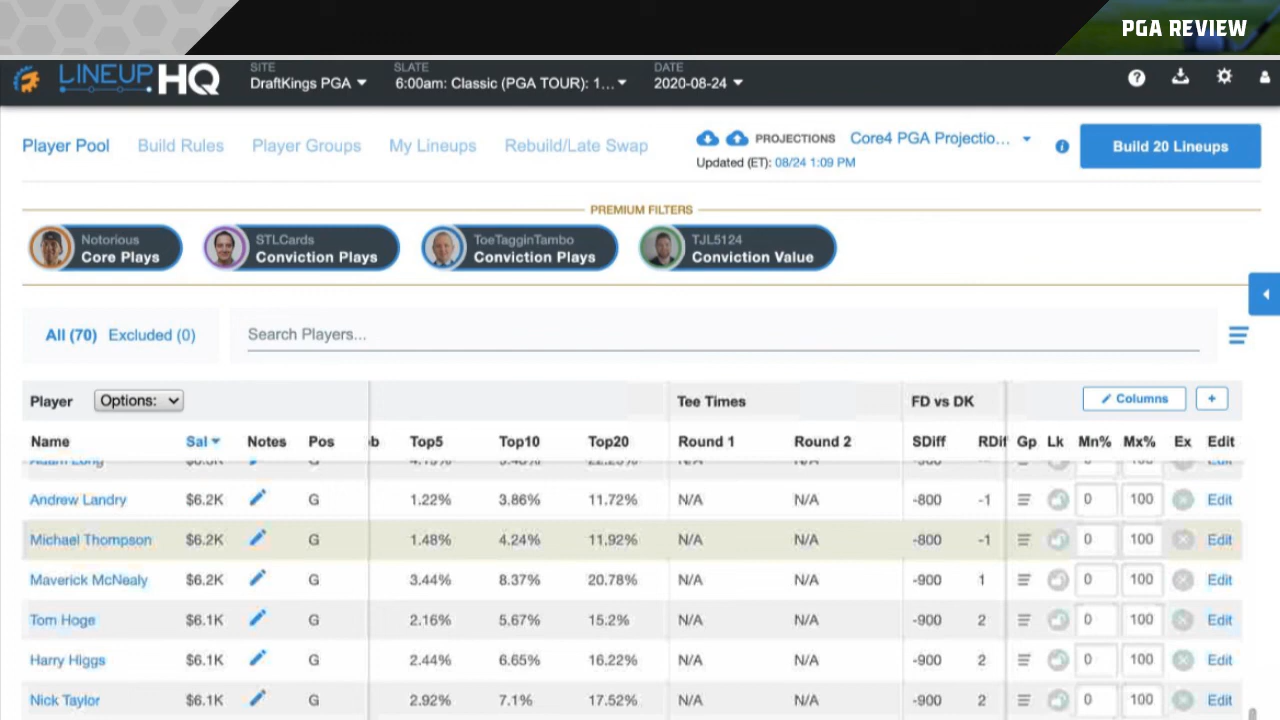 PGA REVIEW
LINEUPHQ
SITE
DraftKings PGA
SLATE
6:00am: Classic (PGA TOUR): 1...
DATE
2020-08-24
Player Pool Build Rules Player Groups My Lineups Rebuild/Late Swap
PROJECTIONS Core4 PGA Projectio...
Updated (ET): 08/24 1:09 PM
Build 20 Lineups
PREMIUM FILTERS
Notorious
Core Plays
STLCards
Conviction Plays
ToeTagginTambo
Conviction Plays
TJL5124
Conviction Value
All (70) Excluded (0)
Search Players...
Player Options: Tee Times FD vs DK Columns +
Name Sal Notes Pos b Top5 Top10 Top20 Round 1 Round 2 SDiff RDif Gp Lk Mn% Mx% Ex Edit
Adam Long G
Andrew Landry $6.2K G 1.22% 3.86% 11.72% N/A N/A -800 -1 0 100 Edit
Michael Thompson $6.2K G 1.48% 4.24% 11.92% N/A N/A -800 -1 0 100 Edit
Maverick McNealy $6.2K G 3.44% 8.37% 20.78% N/A N/A -900 1 0 100 Edit
Tom Hoge $6.1K G 2.16% 5.67% 15.2% N/A N/A -900 2 0 100 Edit
Harry Higgs $6.1K G 2.44% 6.65% 16.22% N/A N/A -900 2 0 100 Edit
Nick Taylor $6.1K G 2.92% 7.1% 17.52% N/A N/A -900 2 0 100 Edit